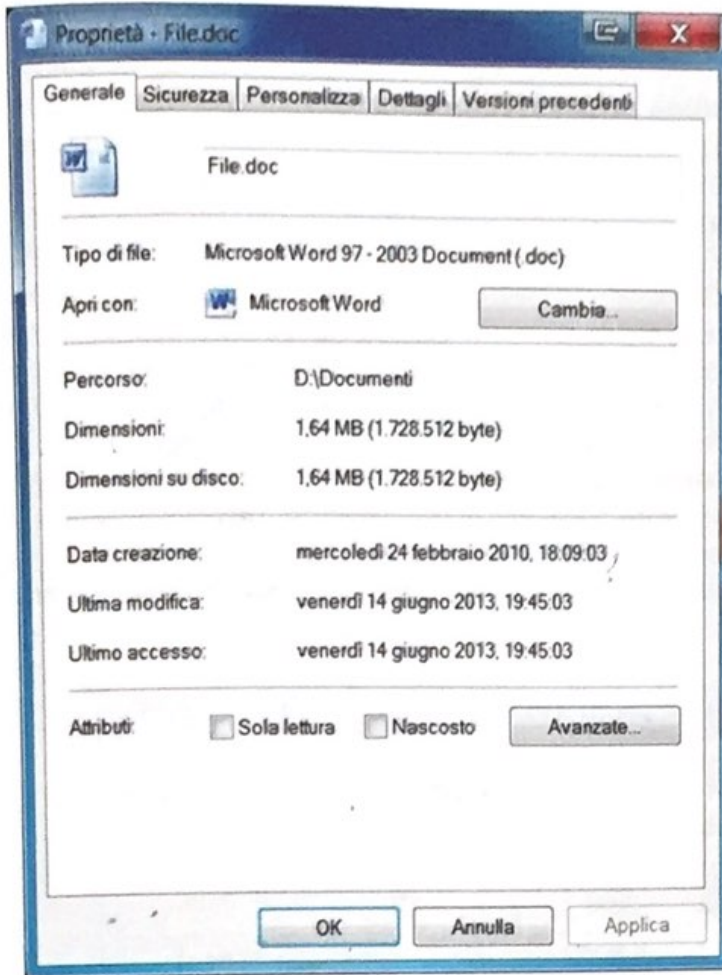 Proprietà - File.doc
Generale Sicurezza Personalizza Dettagli Versioni precedenti
File.doc
Tipo di file: Microsoft Word 97 - 2003 Document (.doc)
Apri con: Microsoft Word Cambia...
Percorso: D:\Documenti
Dimensioni: 1,64 MB (1.728.512 byte)
Dimensioni su disco: 1,64 MB (1.728.512 byte)
Data creazione: mercoledì 24 febbraio 2010, 18:09:03
Ultima modifica: venerdì 14 giugno 2013, 19:45:03
Ultimo accesso: venerdì 14 giugno 2013, 19:45:03
Attributi: Sola lettura Nascosto Avanzate...
OK Annulla Applica